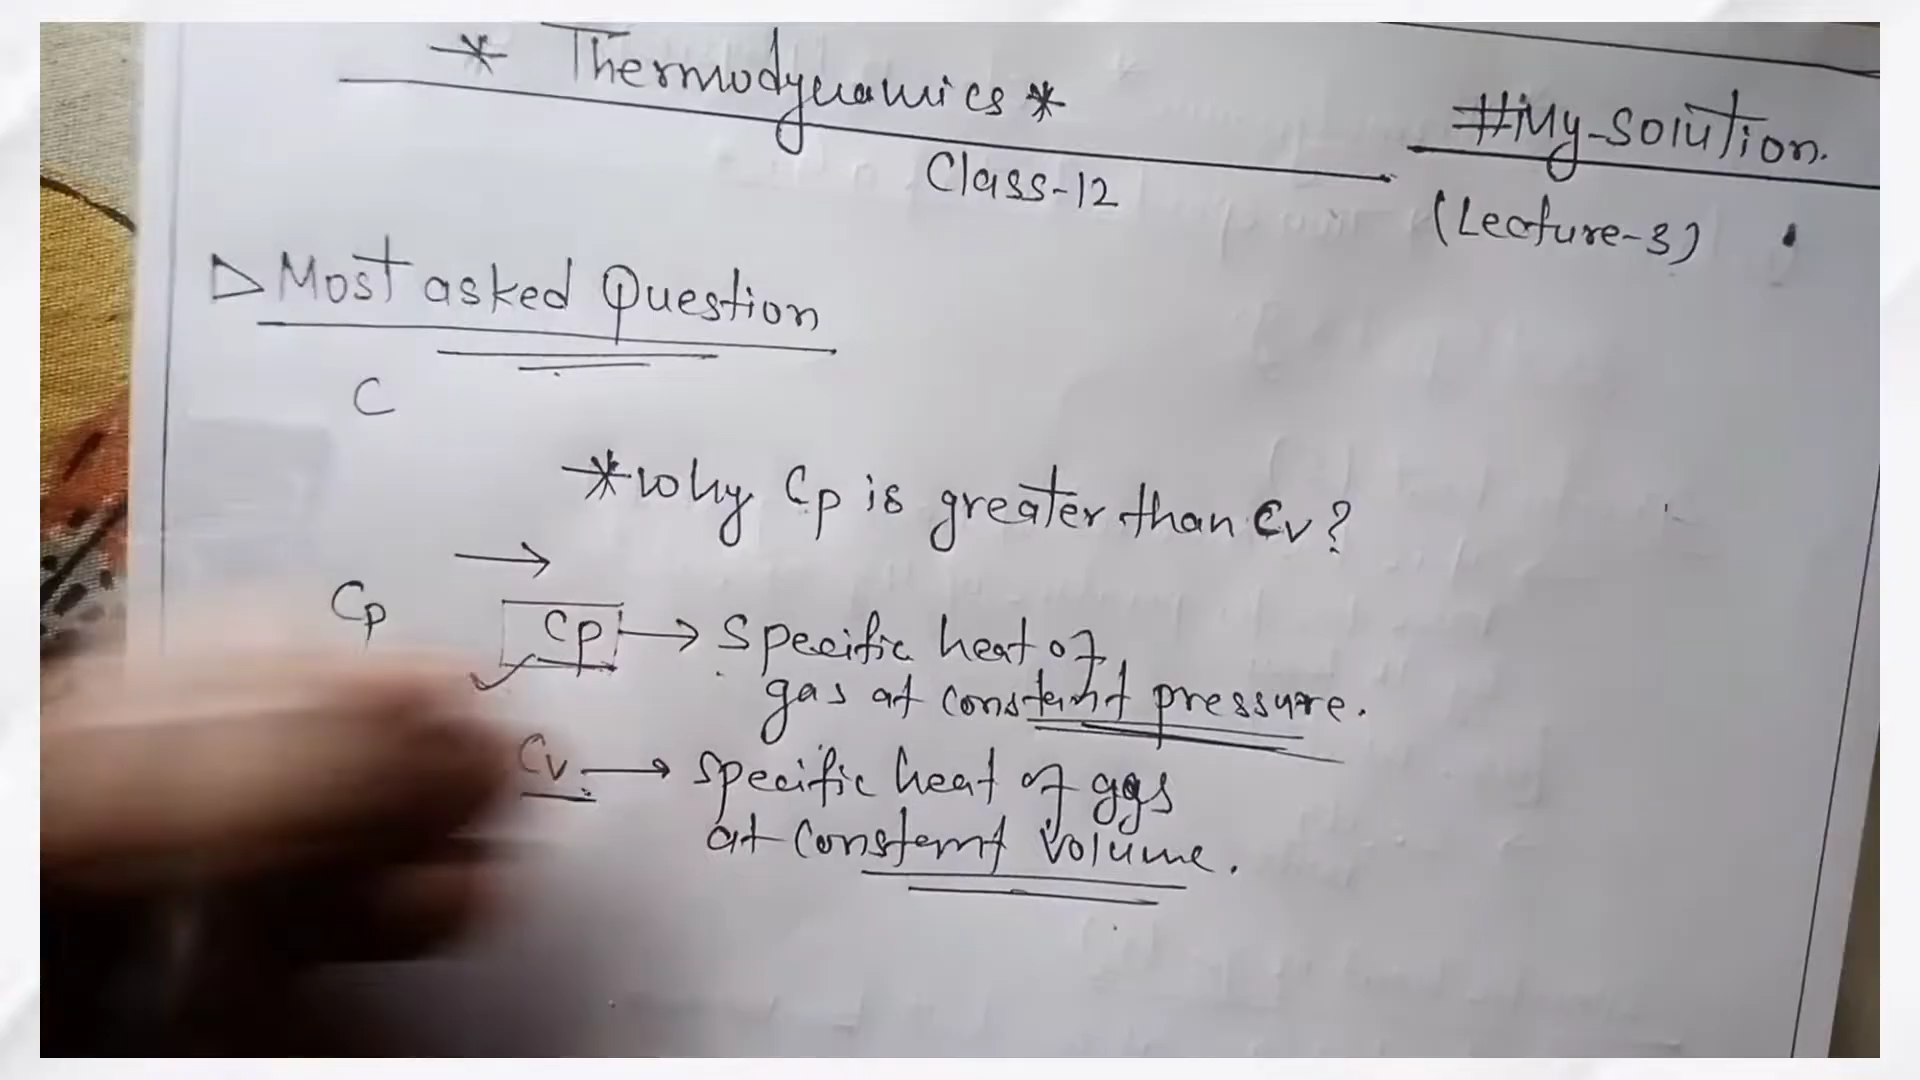 * Thermodynamics *
#My-solution.
Class-12
(Lecture-3)
▷ Most asked Question
C
* Why Cp is greater than Cv?
→
Cp
Cp → Specific heat of
gas at constant pressure.
Cv → Specific heat of gas
at constant volume.